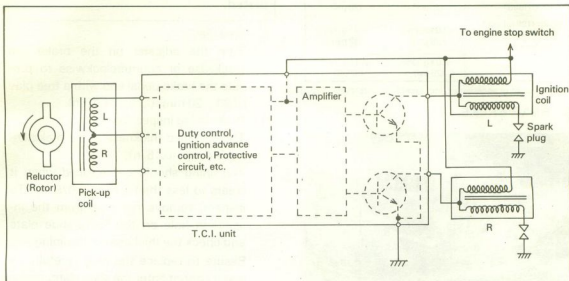 To engine stop switch
Ignition
coil
L
Spark
plug
R
Amplifier
Duty control,
Ignition advance
control, Protective
circuit, etc.
T.C.I. unit
L
R
Pick-up
coil
Reluctor
(Rotor)